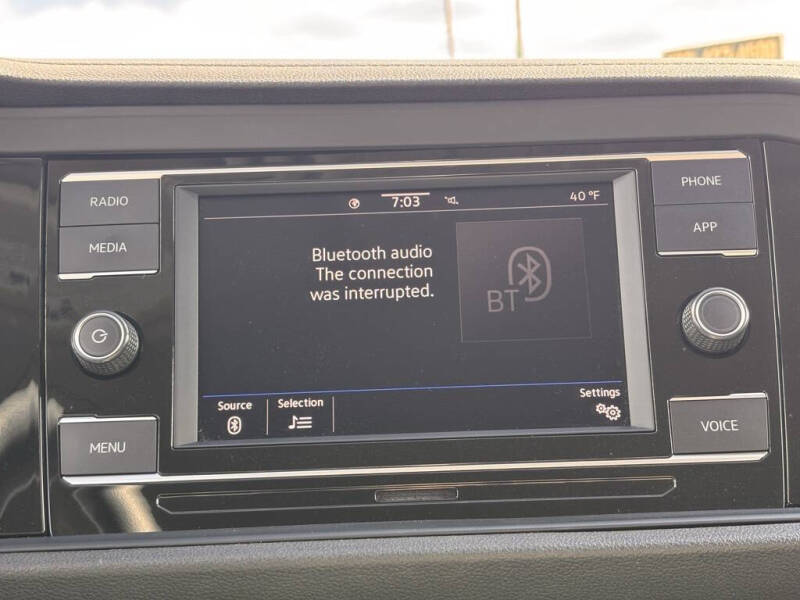 RADIO
MEDIA
7:03
40 °F
PHONE
APP
Bluetooth audio
The connection
was interrupted.
BT
Source
Selection
Settings
MENU
VOICE